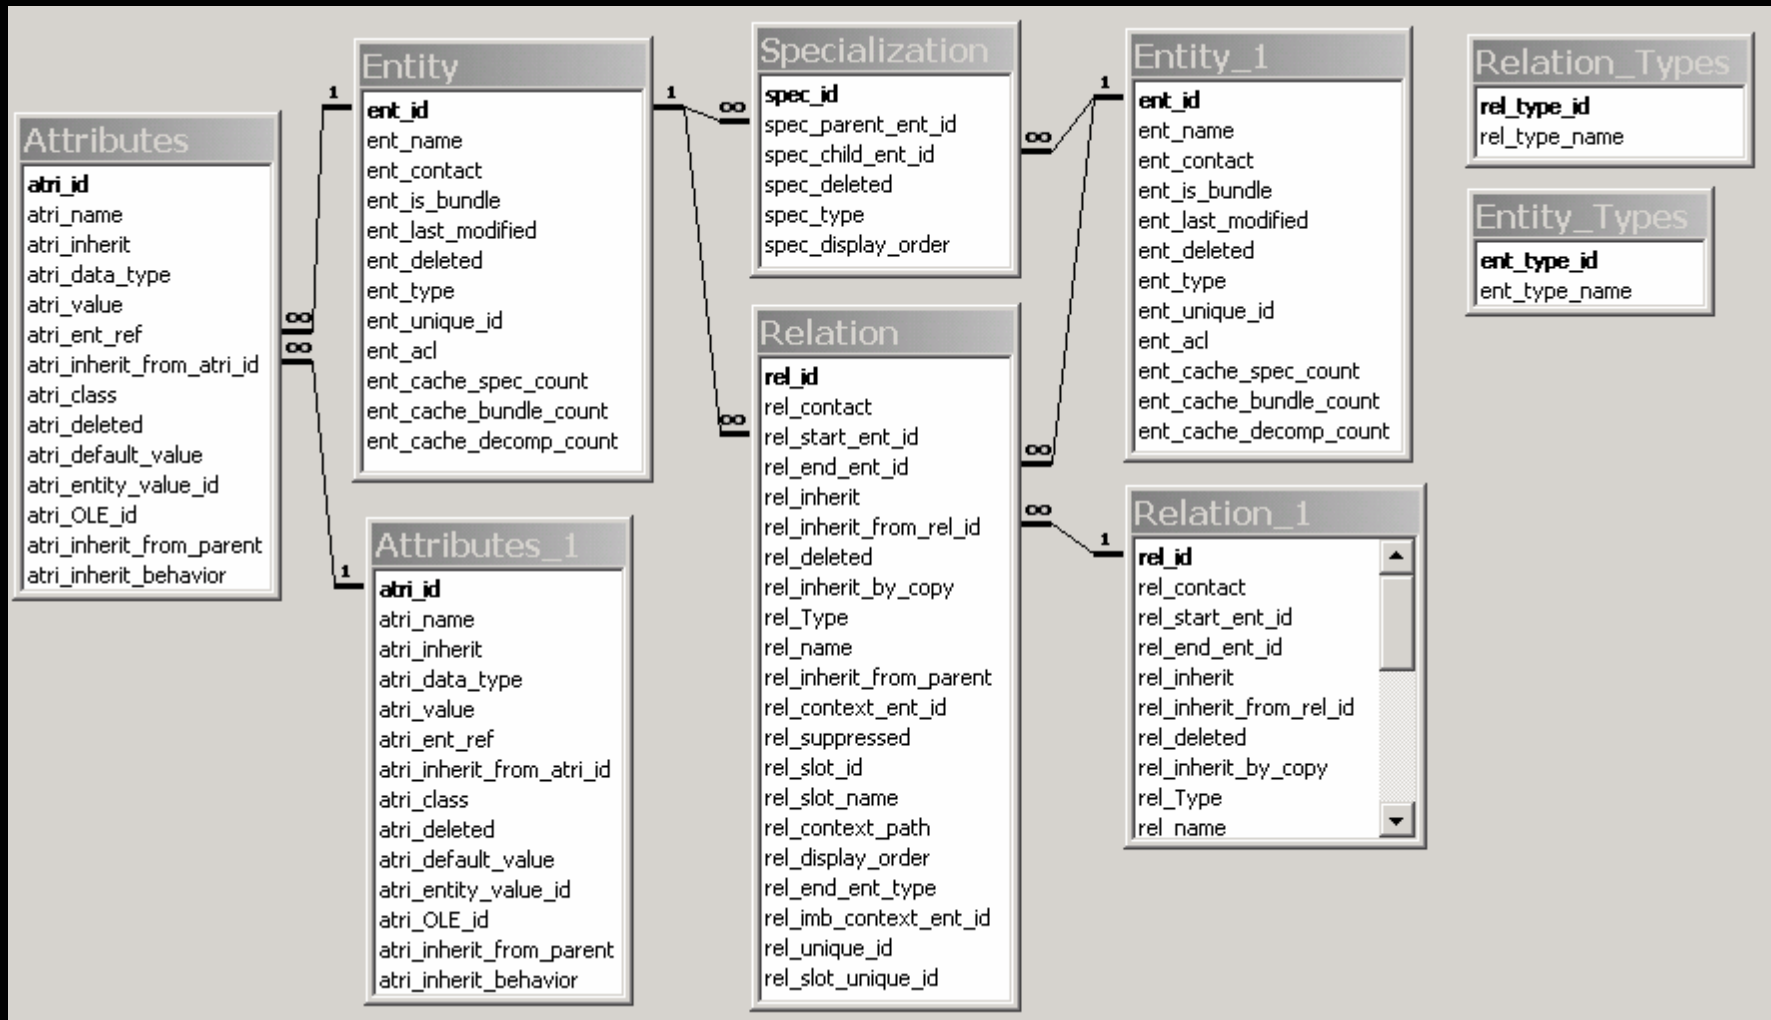 Attributes
atri_id
atri_name
atri_inherit
atri_data_type
atri_value
atri_ent_ref
atri_inherit_from_atri_id
atri_class
atri_deleted
atri_default_value
atri_entity_value_id
atri_OLE_id
atri_inherit_from_parent
atri_inherit_behavior
∞
∞
1
1
Entity
ent_id
ent_name
ent_contact
ent_is_bundle
ent_last_modified
ent_deleted
ent_type
ent_unique_id
ent_acl
ent_cache_spec_count
ent_cache_bundle_count
ent_cache_decomp_count
Attributes_1
atri_id
atri_name
atri_inherit
atri_data_type
atri_value
atri_ent_ref
atri_inherit_from_atri_id
atri_class
atri_deleted
atri_default_value
atri_entity_value_id
atri_OLE_id
atri_inherit_from_parent
atri_inherit_behavior
1
∞
∞
Specialization
spec_id
spec_parent_ent_id
spec_child_ent_id
spec_deleted
spec_type
spec_display_order
Relation
rel_id
rel_contact
rel_start_ent_id
rel_end_ent_id
rel_inherit
rel_inherit_from_rel_id
rel_deleted
rel_inherit_by_copy
rel_Type
rel_name
rel_inherit_from_parent
rel_context_ent_id
rel_suppressed
rel_slot_id
rel_slot_name
rel_context_path
rel_display_order
rel_end_ent_type
rel_imb_context_ent_id
rel_unique_id
rel_slot_unique_id
1
∞
∞
∞
1
Entity_1
ent_id
ent_name
ent_contact
ent_is_bundle
ent_last_modified
ent_deleted
ent_type
ent_unique_id
ent_acl
ent_cache_spec_count
ent_cache_bundle_count
ent_cache_decomp_count
Relation_1
rel_id
rel_contact
rel_start_ent_id
rel_end_ent_id
rel_inherit
rel_inherit_from_rel_id
rel_deleted
rel_inherit_by_copy
rel_Type
rel_name
Relation_Types
rel_type_id
rel_type_name
Entity_Types
ent_type_id
ent_type_name